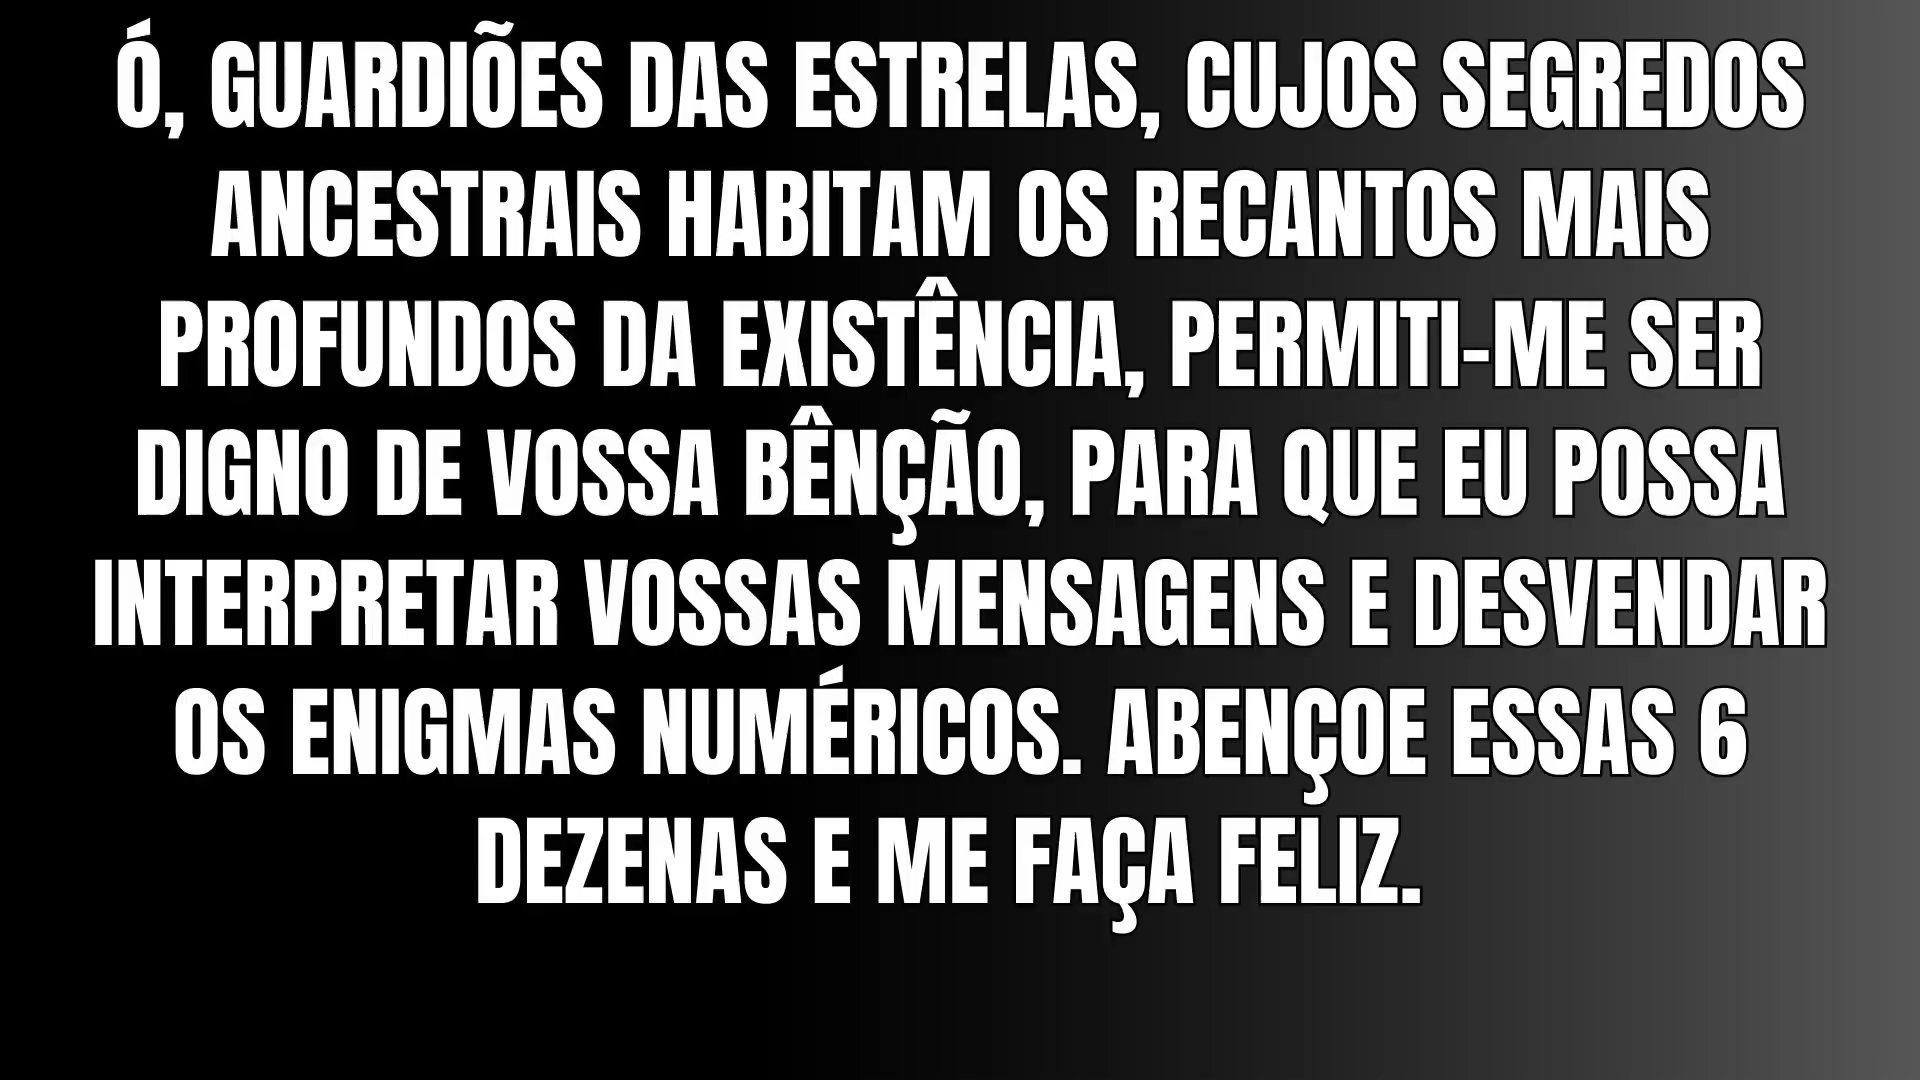 Ó, GUARDIÕES DAS ESTRELAS, CUJOS SEGREDOS
ANCESTRAIS HABITAM OS RECANTOS MAIS
PROFUNDOS DA EXISTÊNCIA, PERMITI-ME SER
DIGNO DE VOSSA BÊNÇÃO, PARA QUE EU POSSA
INTERPRETAR VOSSAS MENSAGENS E DESVENDAR
OS ENIGMAS NUMÉRICOS. ABENÇOE ESSAS 6
DEZENAS E ME FAÇA FELIZ.